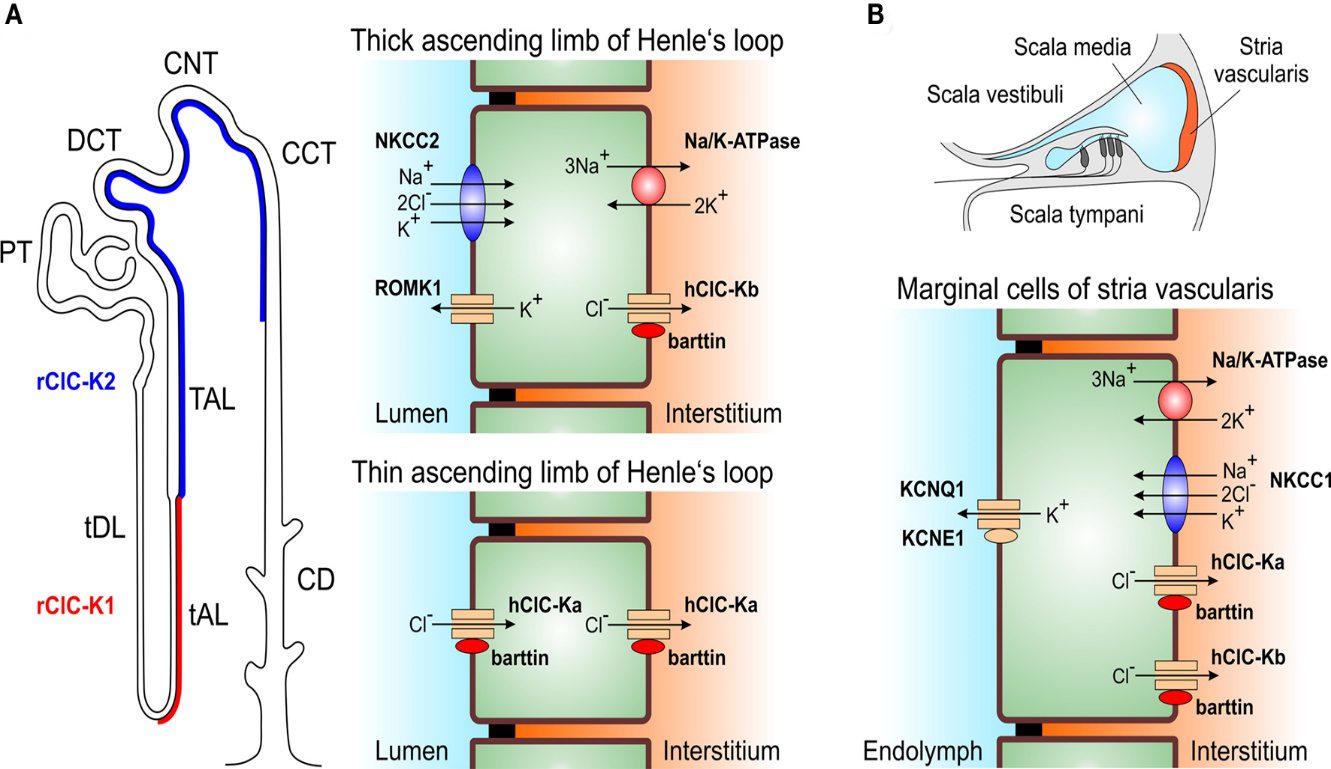 A
CNT
DCT
CCT
PT
rClC-K2
TAL
tDL
rClC-K1
tAL
CD
Thick ascending limb of Henle‘s loop
NKCC2
Na+
2Cl-
K+
3Na+
Na/K-ATPase
2K+
ROMK1
K+
Cl-
hClC-Kb
barttin
Lumen
Interstitium
Thin ascending limb of Henle‘s loop
Cl-
hClC-Ka
barttin
Cl-
hClC-Ka
barttin
Lumen
Interstitium
B
Scala media
Stria
vascularis
Scala vestibuli
Scala tympani
Marginal cells of stria vascularis
3Na+
Na/K-ATPase
2K+
Na+
2Cl-
K+
NKCC1
KCNQ1
K+
KCNE1
Cl-
hClC-Ka
barttin
Cl-
hClC-Kb
barttin
Endolymph
Interstitium